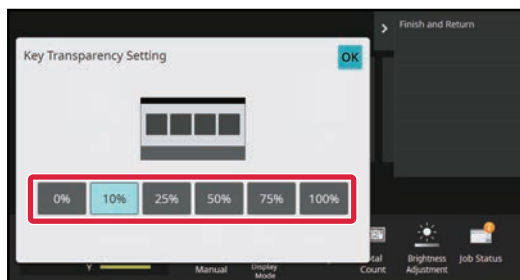 Finish and Return
Key Transparency Setting
OK
0%
10%
25%
50%
75%
100%
Y
Manual
Display
Mode
Count
Brightness
Adjustment
Job Status